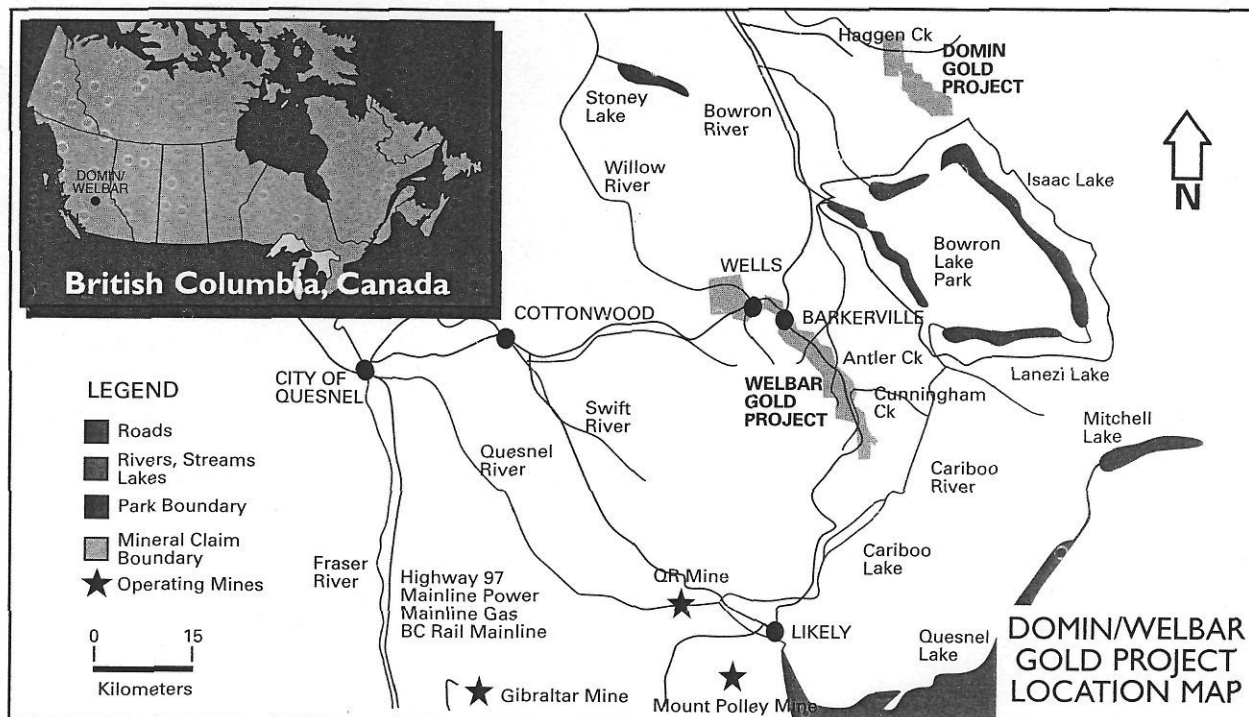 DOMIN/
WELBAR
British Columbia, Canada
Haggen Ck
DOMIN
GOLD
PROJECT
Stoney
Lake
Bowron
River
Willow
River
Isaac Lake
N
Bowron
Lake
Park
WELLS
COTTONWOOD
BARKERVILLE
Antler Ck
Lanezi Lake
CITY OF
QUESNEL
WELBAR
GOLD
PROJECT
Cunningham
Ck
Mitchell
Lake
Swift
River
Quesnel
River
Cariboo
River
LEGEND
Roads
Rivers, Streams
Lakes
Park Boundary
Mineral Claim
Boundary
Operating Mines
0 15
Kilometers
Fraser
River
Highway 97
Mainline Power
Mainline Gas
BC Rail Mainline
Cariboo
Lake
QR Mine
LIKELY
Quesnel
Lake
Gibraltar Mine
Mount Polley Mine
DOMIN/WELBAR
GOLD PROJECT
LOCATION MAP